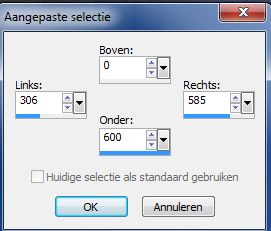 Aangepaste selectie
Boven:
0
Links:
306
Rechts:
585
Onder:
600
Huidige selectie als standaard gebruiken
OK
Annuleren